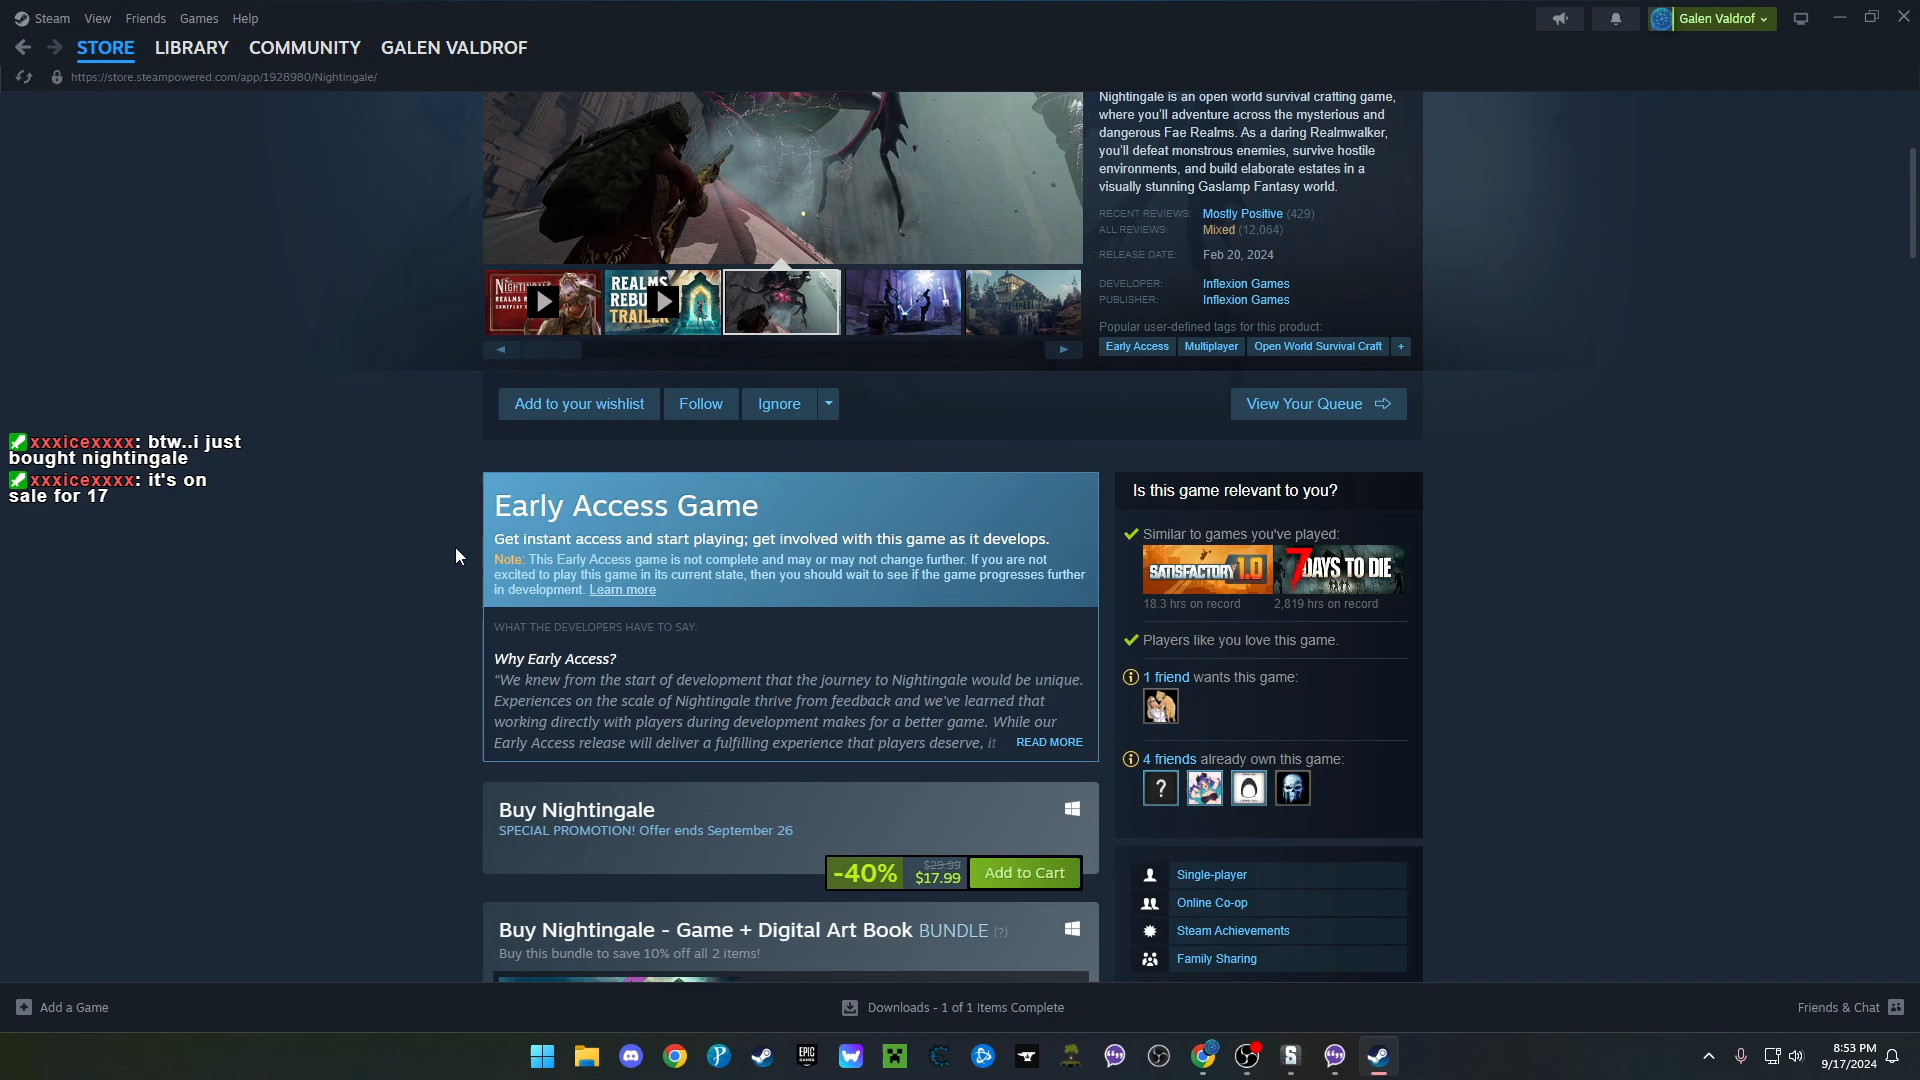 Steam View Friends Games Help
Galen Valdrof
STORE LIBRARY COMMUNITY GALEN VALDROF
https://store.steampowered.com/app/1928980/Nightingale/
Nightingale is an open world survival crafting game,
where you'll adventure across the mysterious and
dangerous Fae Realms. As a daring Realmwalker,
you'll defeat monstrous enemies, survive hostile
environments, and build elaborate estates in a
visually stunning Gaslamp Fantasy world.
RECENT REVIEWS: Mostly Positive (429)
ALL REVIEWS: Mixed (12,064)
RELEASE DATE: Feb 20, 2024
DEVELOPER: Inflexion Games
PUBLISHER: Inflexion Games
Popular user-defined tags for this product:
Early Access Multiplayer Open World Survival Craft +
Add to your wishlist Follow Ignore View Your Queue
xxxicexxxx: btw..i just
bought nightingale
xxxicexxxx: it's on
sale for 17
Early Access Game
Get instant access and start playing; get involved with this game as it develops.
Note: This Early Access game is not complete and may or may not change further. If you are not
excited to play this game in its current state, then you should wait to see if the game progresses further
in development. Learn more
WHAT THE DEVELOPERS HAVE TO SAY:
Why Early Access?
“We knew from the start of development that the journey to Nightingale would be unique.
Experiences on the scale of Nightingale thrive from feedback and we've learned that
working directly with players during development makes for a better game. While our
Early Access release will deliver a fulfilling experience that players deserve, it READ MORE
Buy Nightingale
SPECIAL PROMOTION! Offer ends September 26
-40% $29.99 $17.99 Add to Cart
Buy Nightingale - Game + Digital Art Book BUNDLE (?)
Buy this bundle to save 10% off all 2 items!
Is this game relevant to you?
Similar to games you've played:
SATISFACTORY 1.0 7 DAYS TO DIE
18.3 hrs on record 2,819 hrs on record
Players like you love this game.
1 friend wants this game:
4 friends already own this game:
?
Single-player
Online Co-op
Steam Achievements
Family Sharing
Add a Game Downloads - 1 of 1 Items Complete Friends & Chat
EPIC GAMES
8:53 PM
9/17/2024